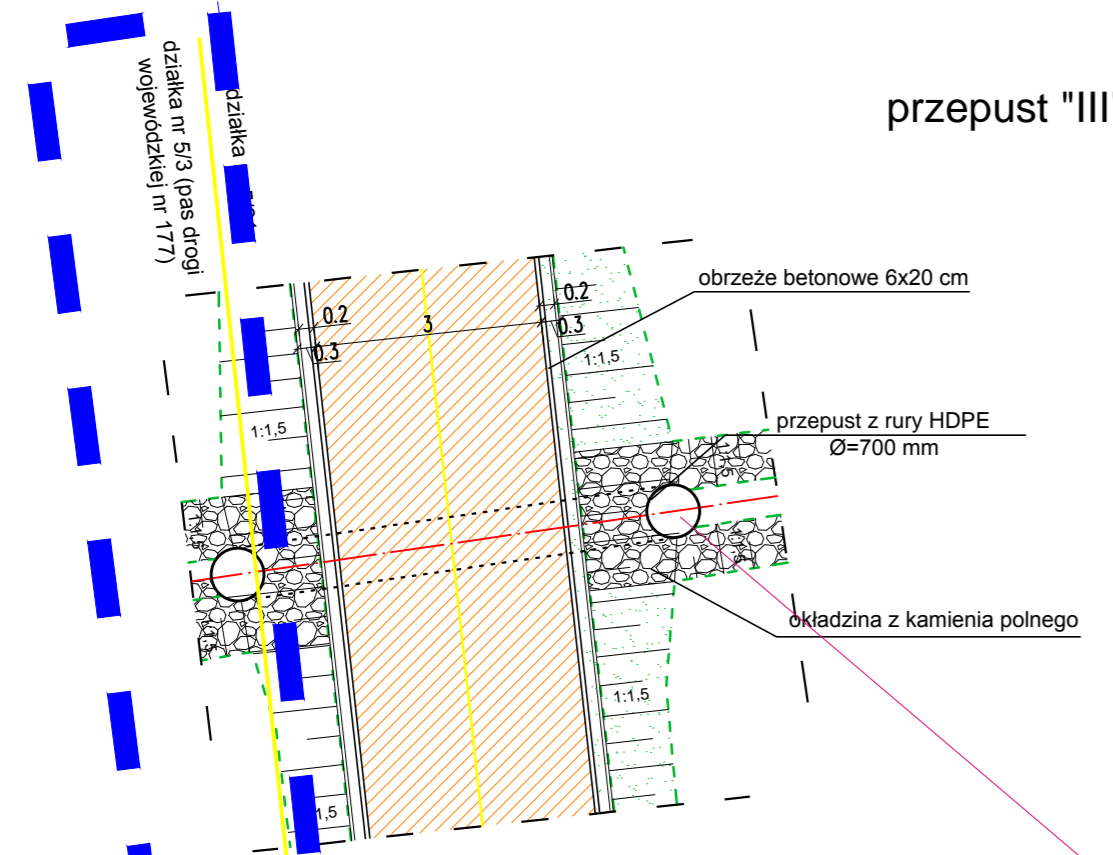 przepust "III"
działka nr 5/3 (pas drogi
wojewódzkiej nr 177)
działka
obrzeże betonowe 6x20 cm
0.2
0.3
3
0.2
0.3
1:1,5
1:1,5
przepust z rury HDPE
Ø=700 mm
okładzina z kamienia polnego
1:1,5